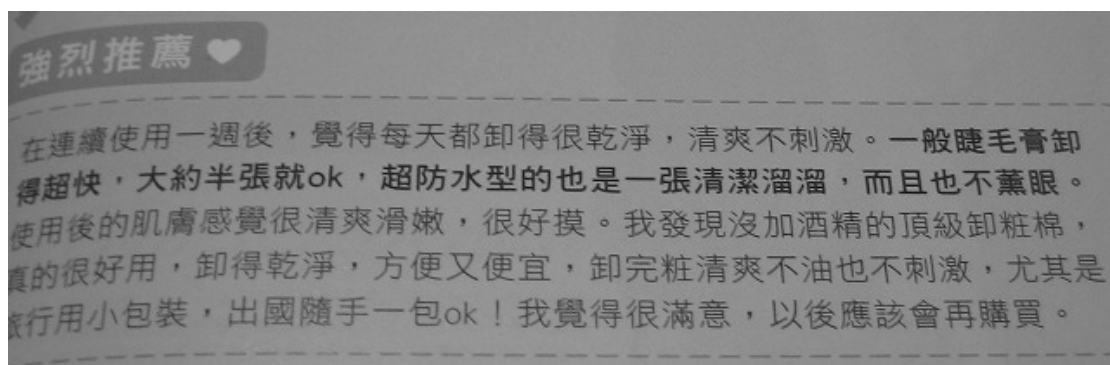 強烈推薦♥
在連續使用一週後，覺得每天都卸得很乾淨，清爽不刺激。一般睫毛膏卸
得超快，大約半張就ok，超防水型的也是一張清潔溜溜，而且也不薰眼。
使用後的肌膚感覺很清爽滑嫩，很好摸。我發現沒加酒精的頂級卸粧棉，
真的很好用，卸得乾淨，方便又便宜，卸完粧清爽不油也不刺激，尤其是
旅行用小包裝，出國隨手一包ok！我覺得很滿意，以後應該會再購買。